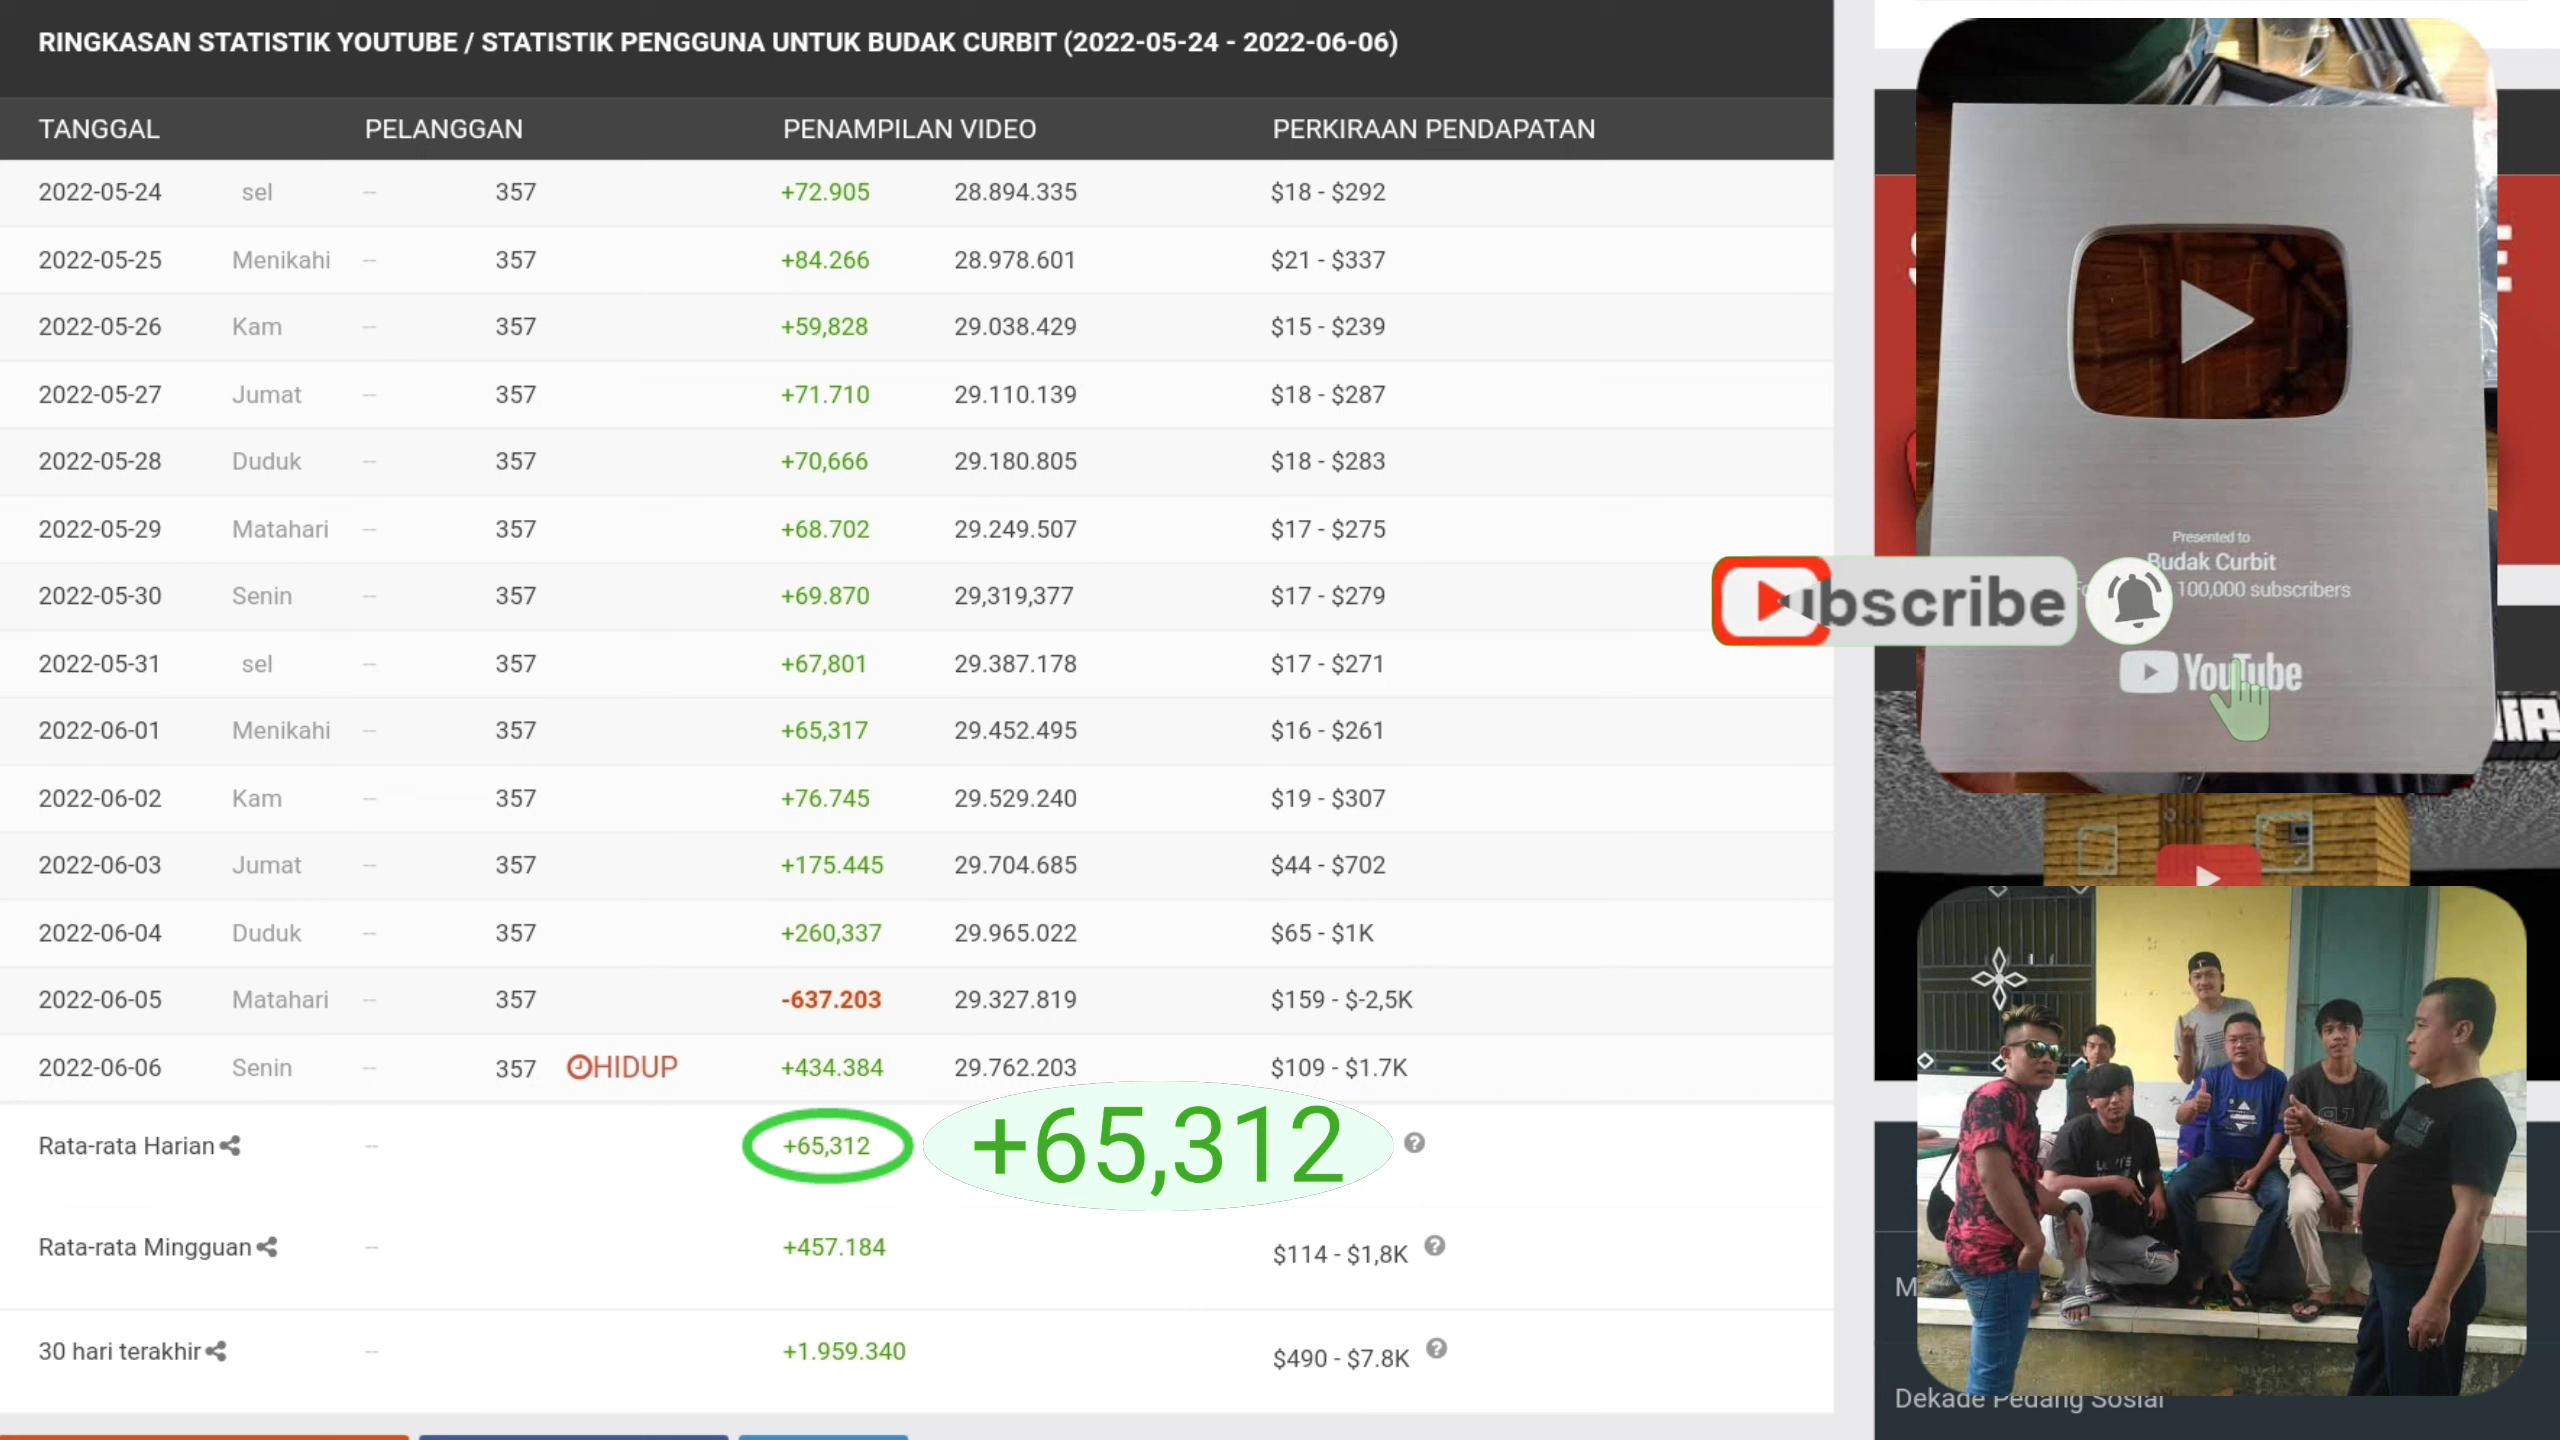 RINGKASAN STATISTIK YOUTUBE / STATISTIK PENGGUNA UNTUK BUDAK CURBIT (2022-05-24 - 2022-06-06)
TANGGAL PELANGGAN PENAMPILAN VIDEO PERKIRAAN PENDAPATAN
2022-05-24 sel -- 357 +72.905 28.894.335 $18 - $292
2022-05-25 Menikahi -- 357 +84.266 28.978.601 $21 - $337
2022-05-26 Kam -- 357 +59,828 29.038.429 $15 - $239
2022-05-27 Jumat -- 357 +71.710 29.110.139 $18 - $287
2022-05-28 Duduk -- 357 +70,666 29.180.805 $18 - $283
2022-05-29 Matahari -- 357 +68.702 29.249.507 $17 - $275
2022-05-30 Senin -- 357 +69.870 29,319,377 $17 - $279
2022-05-31 sel -- 357 +67,801 29.387.178 $17 - $271
2022-06-01 Menikahi -- 357 +65,317 29.452.495 $16 - $261
2022-06-02 Kam -- 357 +76.745 29.529.240 $19 - $307
2022-06-03 Jumat -- 357 +175.445 29.704.685 $44 - $702
2022-06-04 Duduk -- 357 +260,337 29.965.022 $65 - $1K
2022-06-05 Matahari -- 357 -637.203 29.327.819 $159 - $-2,5K
2022-06-06 Senin -- 357 HIDUP +434.384 29.762.203 $109 - $1.7K
Rata-rata Harian -- +65,312 +65,312
Rata-rata Mingguan -- +457.184 $114 - $1,8K
30 hari terakhir -- +1.959.340 $490 - $7.8K
Presented to
Budak Curbit
100,000 subscribers
YouTube
ubscribe
Dekade Pedang Sosial